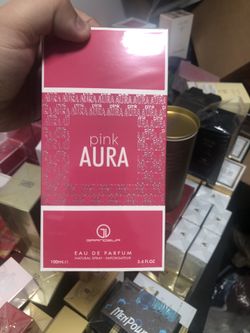 pink
AURA
EAU DE PARFUM
NATURAL SPRAY - VAPORISATEUR
100ML.℮
3.4 FL.OZ